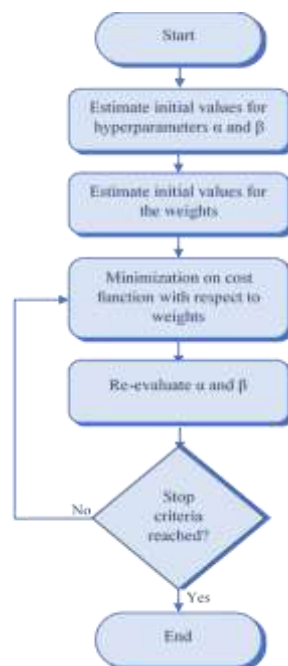 Start
Estimate initial values for
hyperparameters α and β
Estimate initial values for
the weights
Minimization on cost
function with respect to
weights
Re-evaluate α and β
Stop
criteria
reached?
No
Yes
End